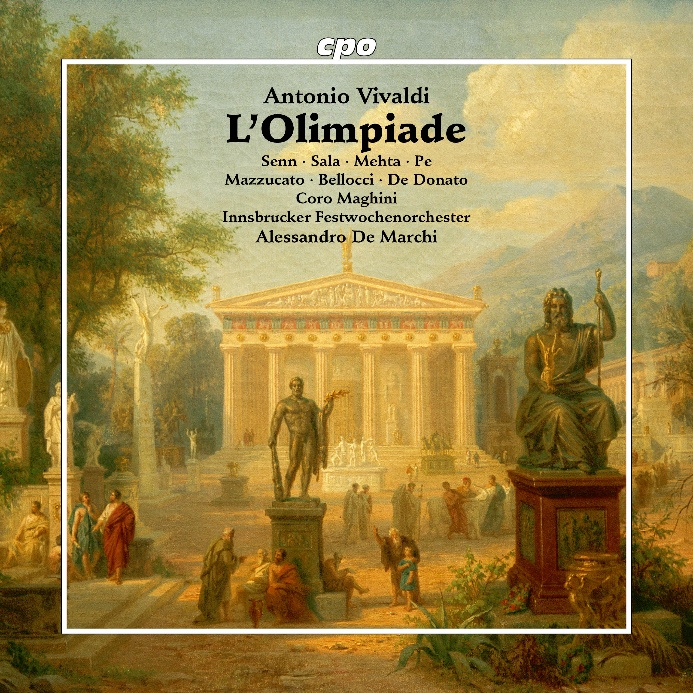 cpo
Antonio Vivaldi
L'Olimpiade
Senn · Sala · Mehta · Pe
Mazzucato · Bellocci · De Donato
Coro Maghini
Innsbrucker Festwochenorchester
Alessandro De Marchi